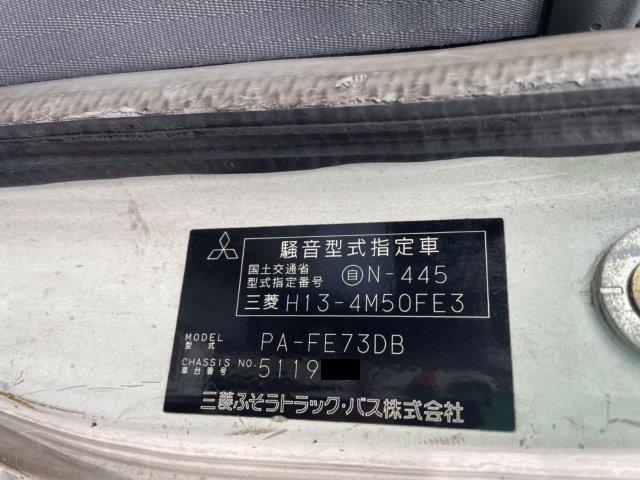 騒音型式指定車
国土交通省
型式指定番号 自 N-445
三菱 H13-4M50FE3
MODEL
型式 PA-FE73DB
CHASSIS NO.
車台番号 5119
三菱ふそうトラック・バス株式会社